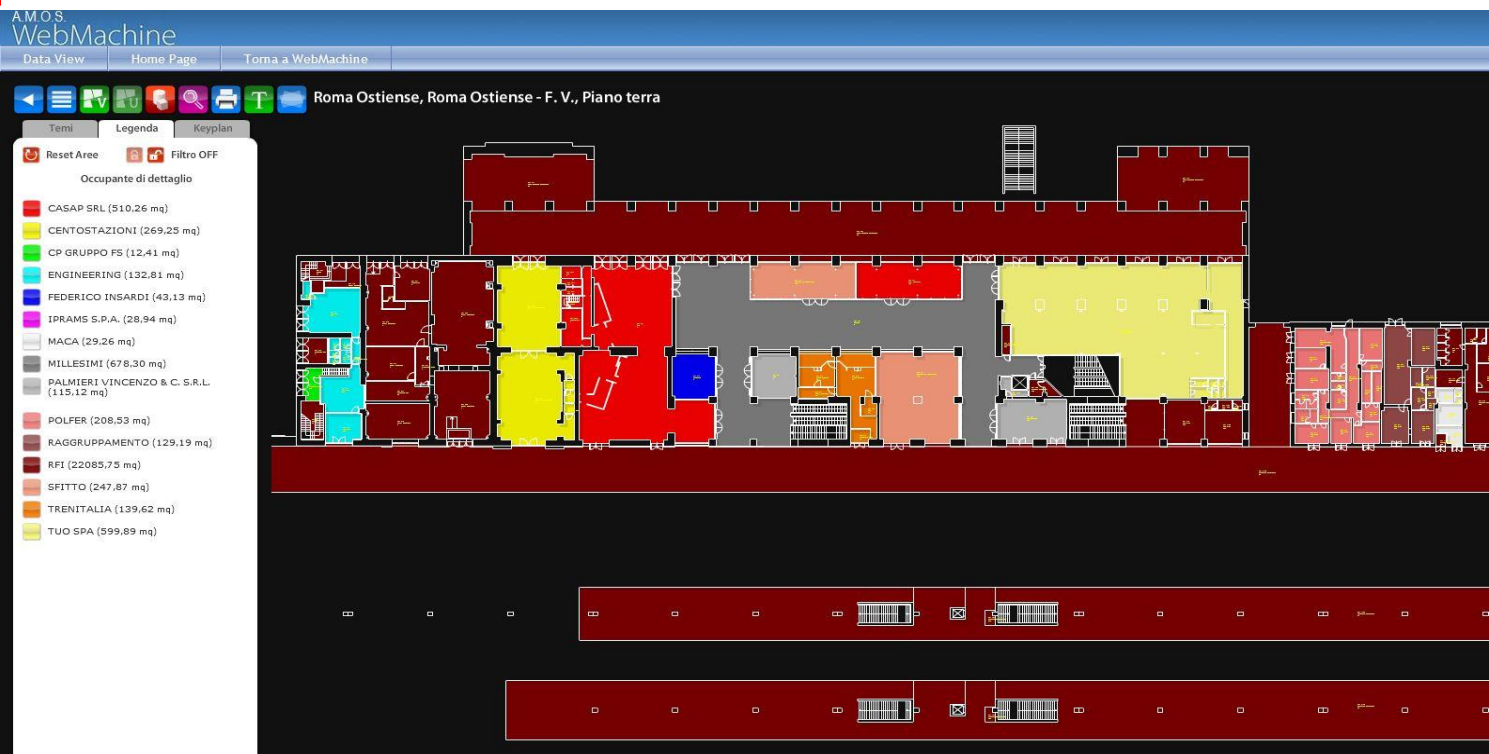 A.M.O.S.
WebMachine
Data View Home Page Torna a WebMachine
V U T Roma Ostiense, Roma Ostiense - F. V., Piano terra
Temi Legenda Keyplan
Reset Aree Filtro OFF
Occupante di dettaglio
CASAP SRL (510,26 mq)
CENTOSTAZIONI (269,25 mq)
CP GRUPPO FS (12,41 mq)
ENGINEERING (132,81 mq)
FEDERICO INSARDI (43,13 mq)
IPRAMS S.P.A. (28,94 mq)
MACA (29,26 mq)
MILLESIMI (678,30 mq)
PALMIERI VINCENZO & C. S.R.L.
(115,12 mq)
POLFER (208,53 mq)
RAGGRUPPAMENTO (129,19 mq)
RFI (22085,75 mq)
SFITTO (247,87 mq)
TRENITALIA (139,62 mq)
TUO SPA (599,89 mq)